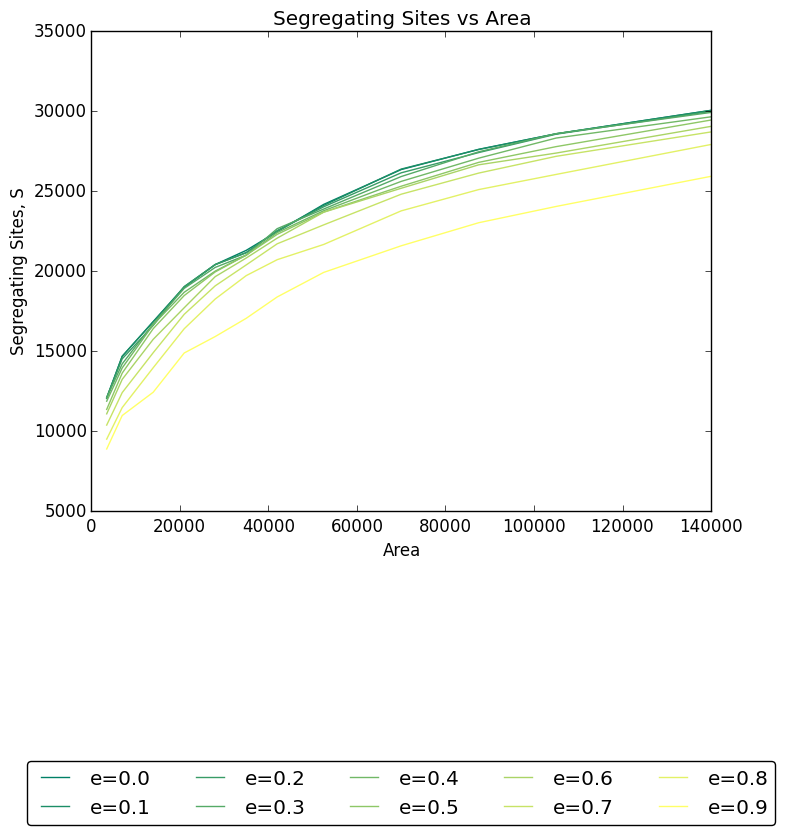 Segregating Sites vs Area
35000
30000
25000
20000
15000
10000
5000
Segregating Sites, S
0 20000 40000 60000 80000 100000 120000 140000
Area
e=0.0 e=0.2 e=0.4 e=0.6 e=0.8
e=0.1 e=0.3 e=0.5 e=0.7 e=0.9